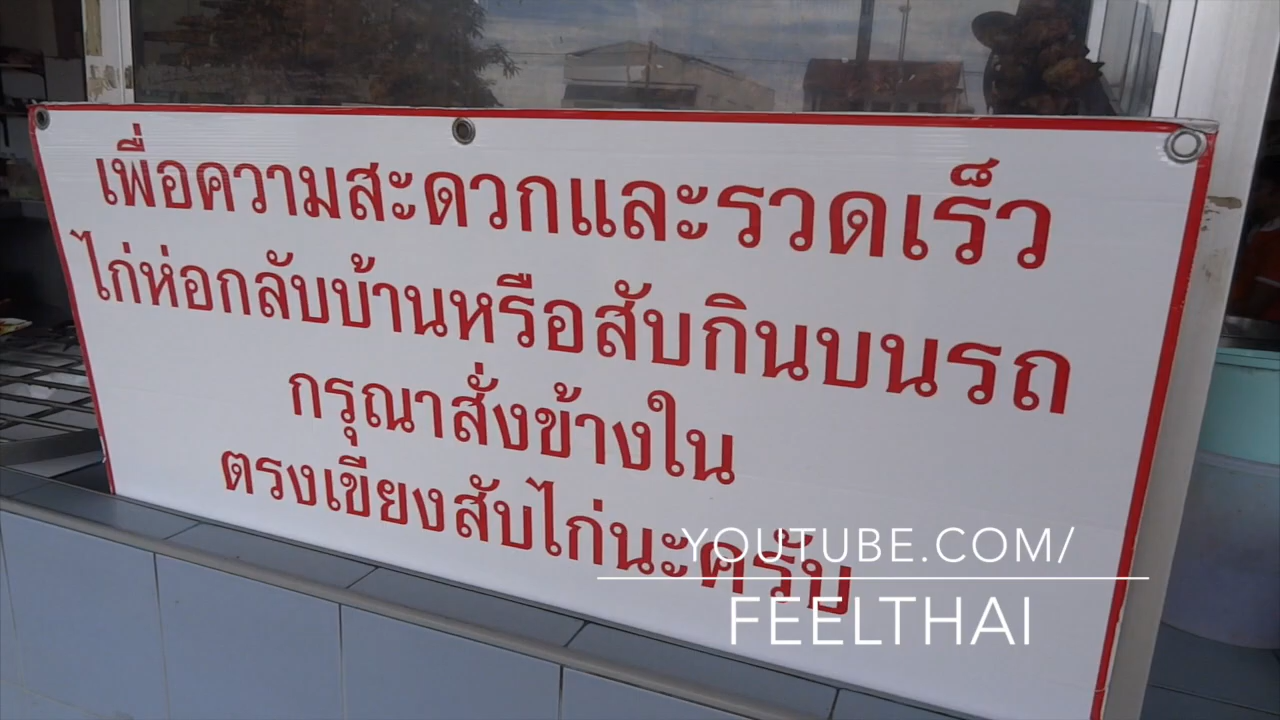 เพื่อความสะดวกและรวดเร็ว
ไก่ห่อกลับบ้านหรือสับกินบนรถ
กรุณาสั่งข้างใน
ตรงเขียงสับไก่นะครับ
YOUTUBE.COM/
FEELTHAI